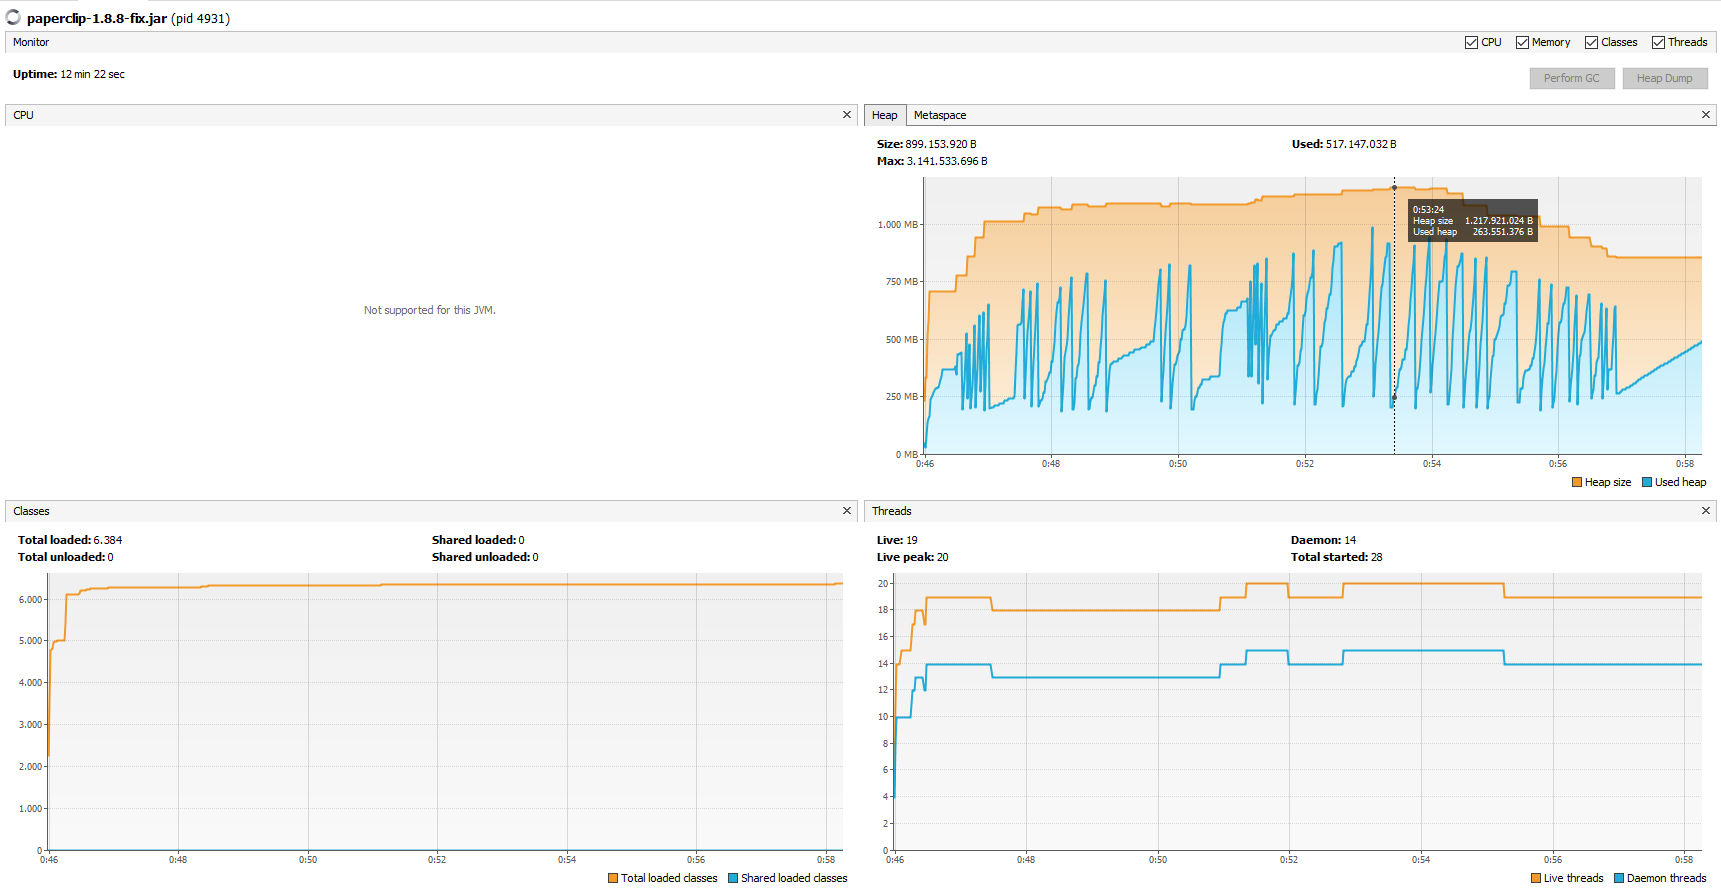 paperclip-1.8.8-fix.jar (pid 4931)
Monitor
CPU Memory Classes Threads
Uptime: 12 min 22 sec
Perform GC Heap Dump
CPU
Not supported for this JVM.
Heap Metaspace
Size: 899.153.920 B Used: 517.147.032 B
Max: 3.141.533.696 B
1.000 MB
750 MB
500 MB
250 MB
0 MB
0:53:24
Heap size 1.217.921.024 B
Used heap 263.551.376 B
0:46 0:48 0:50 0:52 0:54 0:56 0:58
Heap size Used heap
Classes
Total loaded: 6.384 Shared loaded: 0
Total unloaded: 0 Shared unloaded: 0
6.000
5.000
4.000
3.000
2.000
1.000
0
0:46 0:48 0:50 0:52 0:54 0:56 0:58
Total loaded classes Shared loaded classes
Threads
Live: 19 Daemon: 14
Live peak: 20 Total started: 28
20
18
16
14
12
10
8
6
4
2
0
0:46 0:48 0:50 0:52 0:54 0:56 0:58
Live threads Daemon threads